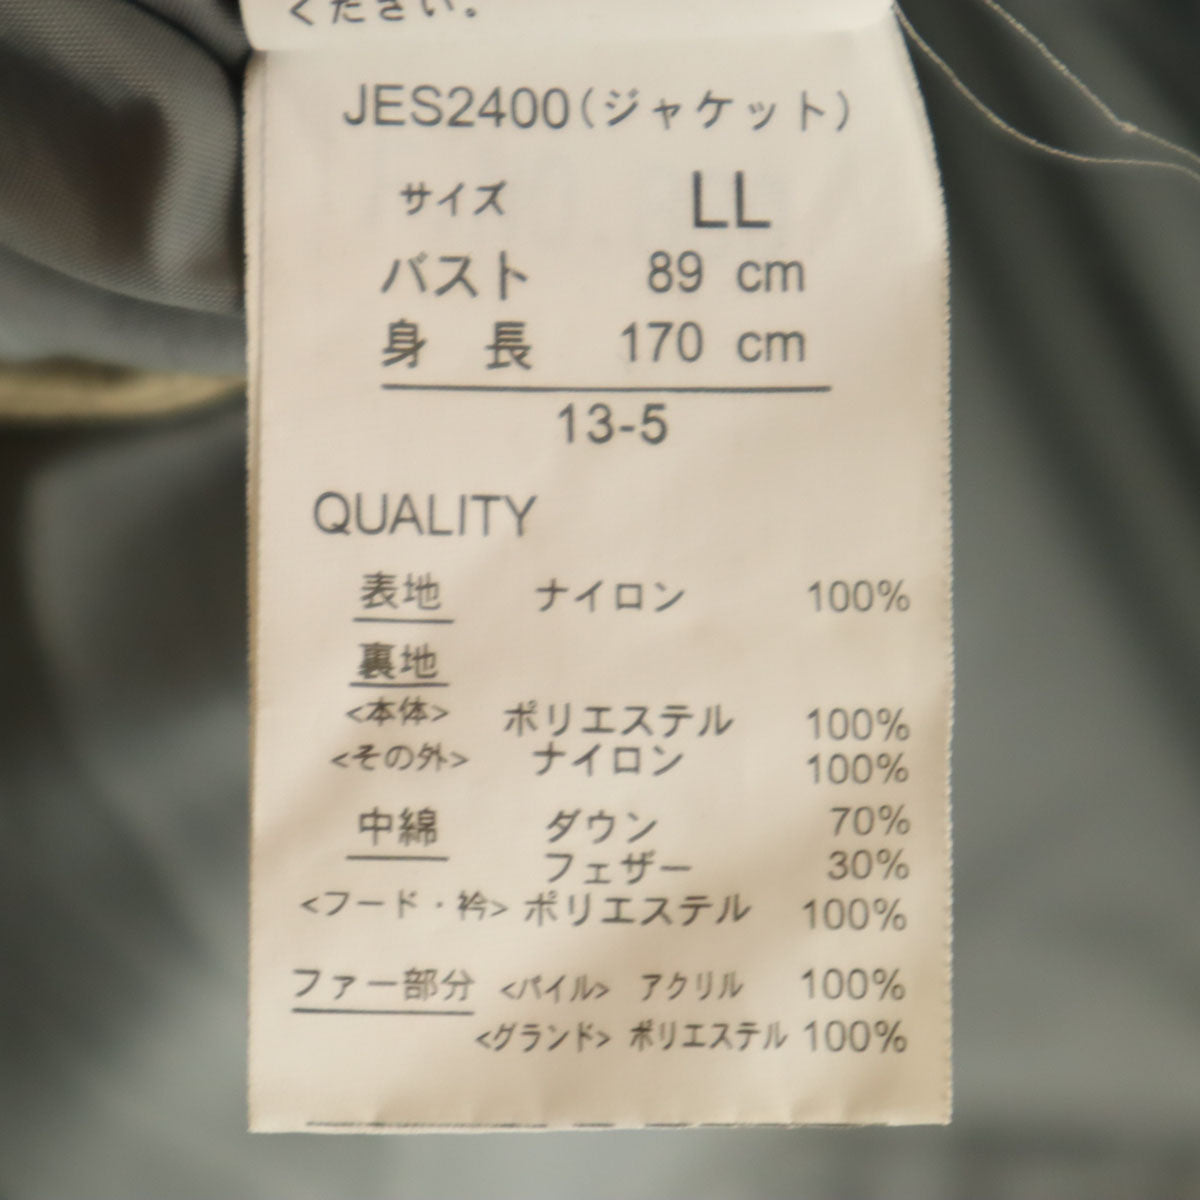 ください。
JES2400(ジャケット)
サイズ LL
バスト 89 cm
身 長 170 cm
13-5
QUALITY
表地 ナイロン 100%
裏地
<本体> ポリエステル 100%
<その外> ナイロン 100%
中綿 ダウン 70%
フェザー 30%
<フード・衿> ポリエステル 100%
ファー部分 <パイル> アクリル 100%
<グランド> ポリエステル 100%